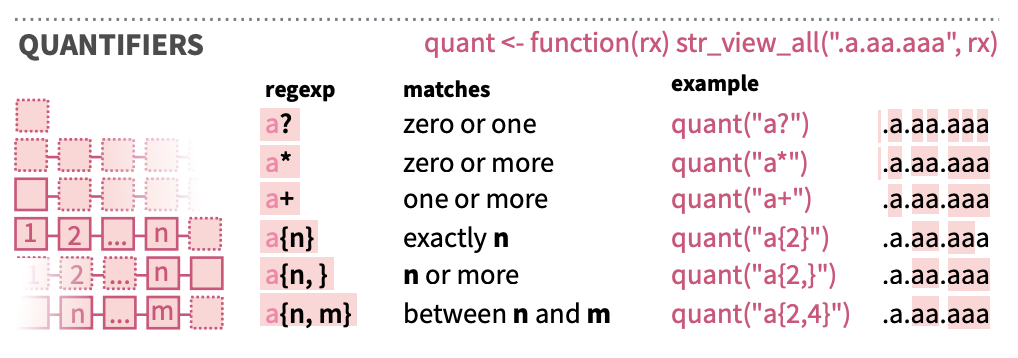 QUANTIFIERS quant <- function(rx) str_view_all(".a.aa.aaa", rx)
regexp matches example
a? zero or one quant("a?") .a.aa.aaa
a* zero or more quant("a*") .a.aa.aaa
a+ one or more quant("a+") .a.aa.aaa
1 2 ... n a{n} exactly n quant("a{2}") .a.aa.aaa
1 2 ... n a{n, } n or more quant("a{2,}") .a.aa.aaa
n ... m a{n, m} between n and m quant("a{2,4}") .a.aa.aaa